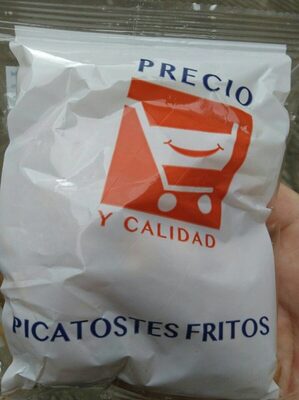 PRECIO
Y CALIDAD
PICATOSTES FRITOS